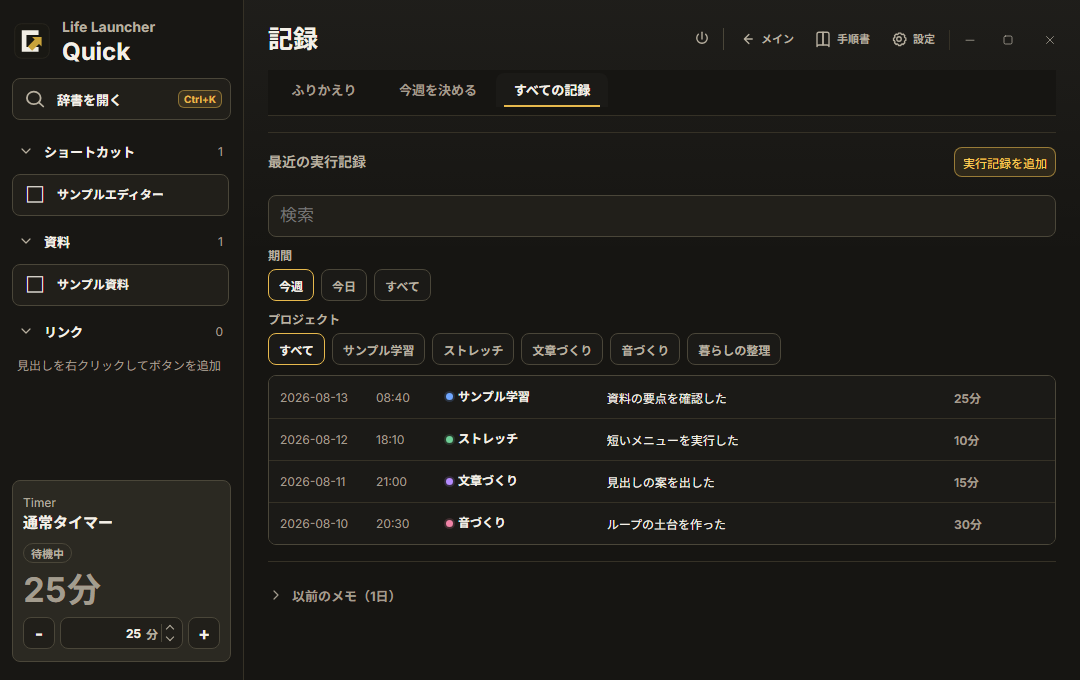 Life Launcher
Quick
辞書を開く Ctrl+K
ショートカット 1
サンプルエディター
資料 1
サンプル資料
リンク 0
見出しを右クリックしてボタンを追加
Timer
通常タイマー
待機中
25分
- 25 分 +
記録
メイン 手順書 設定
ふりかえり 今週を決める すべての記録
最近の実行記録 実行記録を追加
検索
期間
今週 今日 すべて
プロジェクト
すべて サンプル学習 ストレッチ 文章づくり 音づくり 暮らしの整理
2026-08-13 08:40 サンプル学習 資料の要点を確認した 25分
2026-08-12 18:10 ストレッチ 短いメニューを実行した 10分
2026-08-11 21:00 文章づくり 見出しの案を出した 15分
2026-08-10 20:30 音づくり ループの土台を作った 30分
以前のメモ（1日）